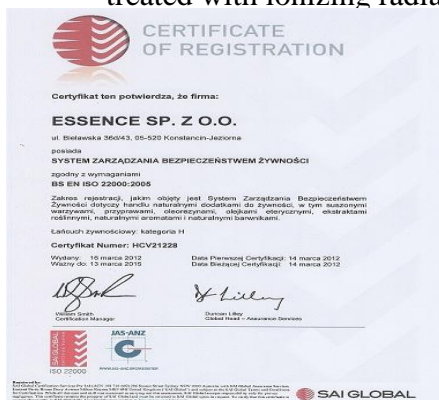 treated with ionizing radia
CERTIFICATE
OF REGISTRATION
Certyfikat ten potwierdza, że firma:
ESSENCE SP. Z O.O.
ul. Bielawska 36d/43, 05-520 Konstancin-Jeziorna
posiada
SYSTEM ZARZĄDZANIA BEZPIECZEŃSTWEM ŻYWNOŚCI
zgodny z wymaganiami
BS EN ISO 22000:2005
Zakres rejestracji, jakim objęty jest System Zarządzania Bezpieczeństwem
Żywności dotyczy handlu naturalnymi dodatkami do żywności, w tym suszonymi
warzywami, przyprawami, oleorezynami, olejkami eterycznymi, ekstraktami
roślinnymi, naturalnymi aromatami i naturalnymi barwnikami.
Łańcuch żywnościowy: kategoria H
Certyfikat Numer: HCV21228
Wydany: 16 marca 2012
Ważny do: 13 marca 2015
Data Pierwszej Certyfikacji: 14 marca 2012
Data Bieżącej Certyfikacji: 14 marca 2012
William Smith
Certification Manager
Duncan Lilley
Global Head – Assurance Services
SAI GLOBAL
ISO 22000
JAS-ANZ
C
SAI GLOBAL